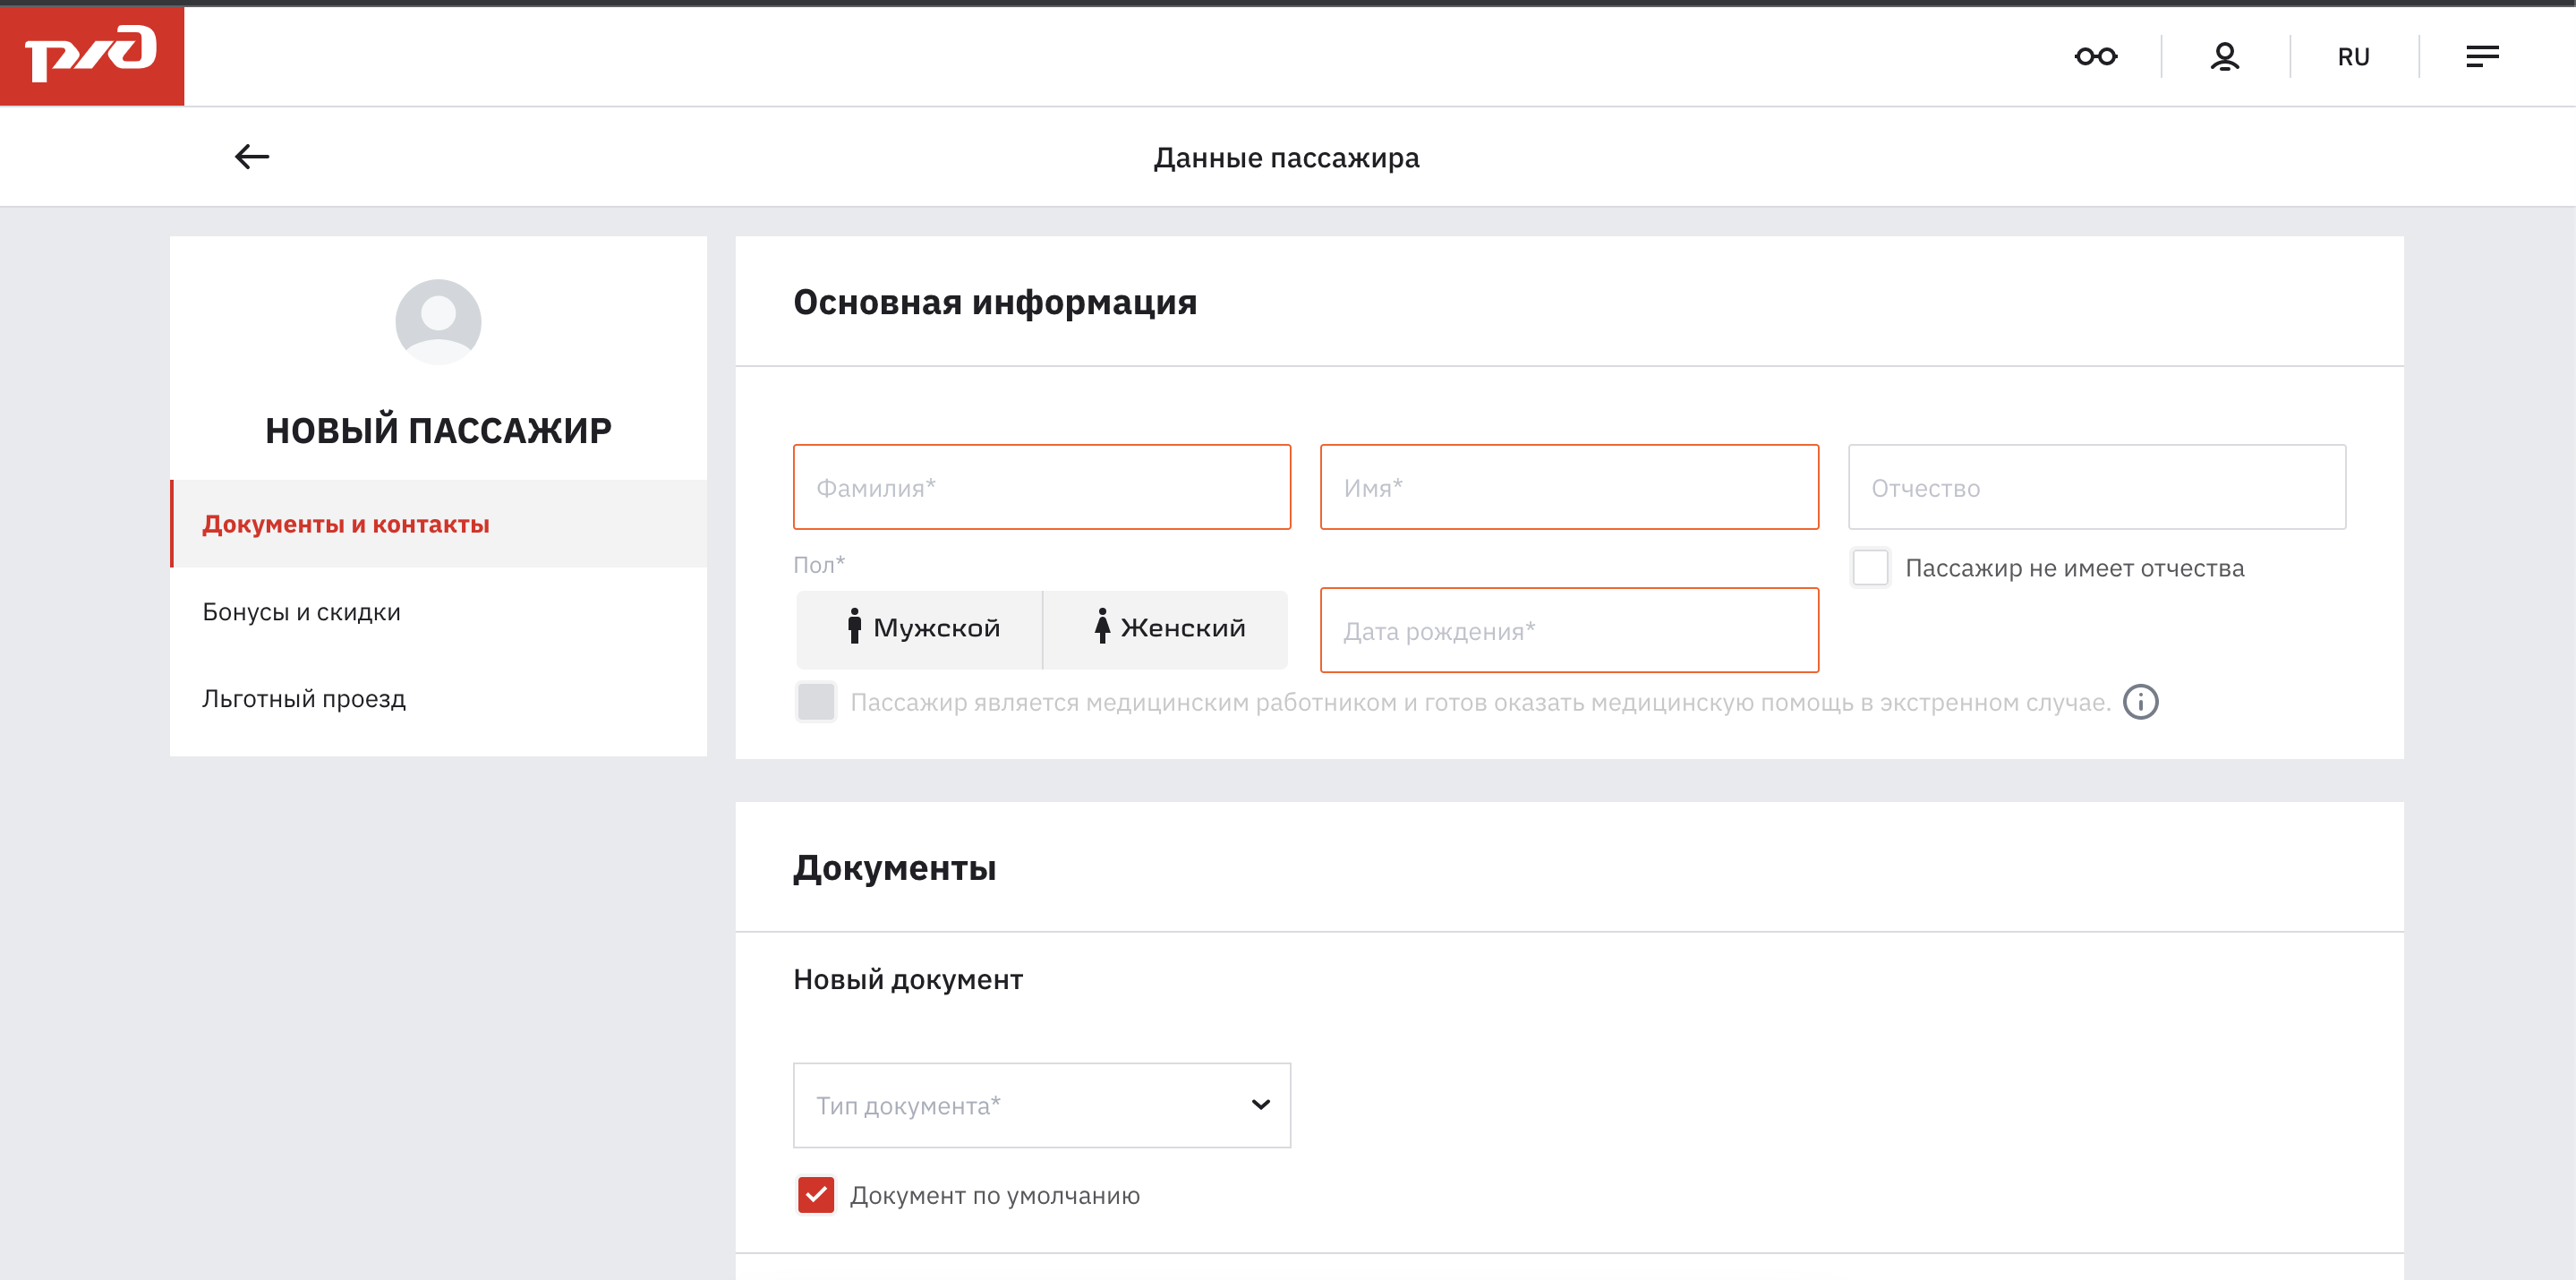 РЖД
RU
Данные пассажира
НОВЫЙ ПАССАЖИР
Документы и контакты
Бонусы и скидки
Льготный проезд
Основная информация
Фамилия*
Имя*
Отчество
Пол*
Пассажир не имеет отчества
Мужской
Женский
Дата рождения*
Пассажир является медицинским работником и готов оказать медицинскую помощь в экстренном случае.
Документы
Новый документ
Тип документа*
Документ по умолчанию